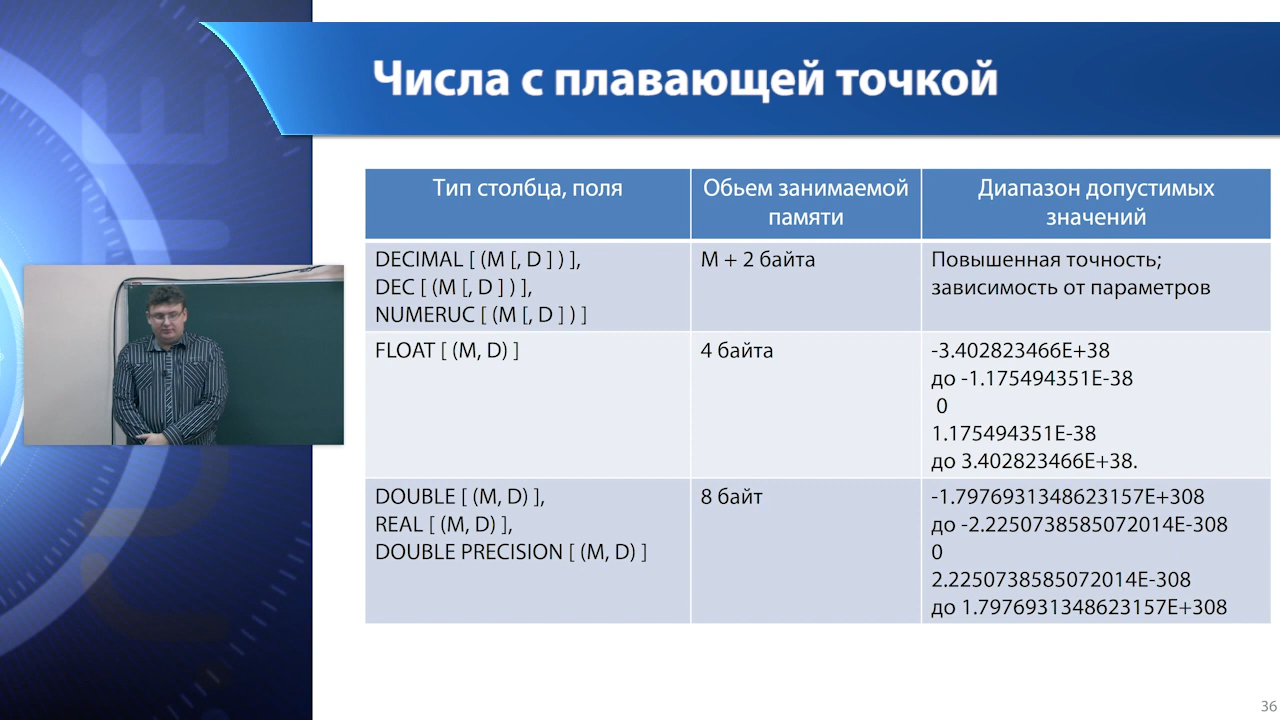 Числа с плавающей точкой
Тип столбца, поля
Обьем занимаемой
памяти
Диапазон допустимых
значений
DECIMAL [ (M [, D ] ) ],
DEC [ (M [, D ] ) ],
NUMERUC [ (M [, D ] ) ]
M + 2 байта
Повышенная точность;
зависимость от параметров
FLOAT [ (M, D) ]
4 байта
-3.402823466E+38
до -1.175494351E-38
0
1.175494351E-38
до 3.402823466E+38.
DOUBLE [ (M, D) ],
REAL [ (M, D) ],
DOUBLE PRECISION [ (M, D) ]
8 байт
-1.7976931348623157E+308
до -2.2250738585072014E-308
0
2.2250738585072014E-308
до 1.7976931348623157E+308
36